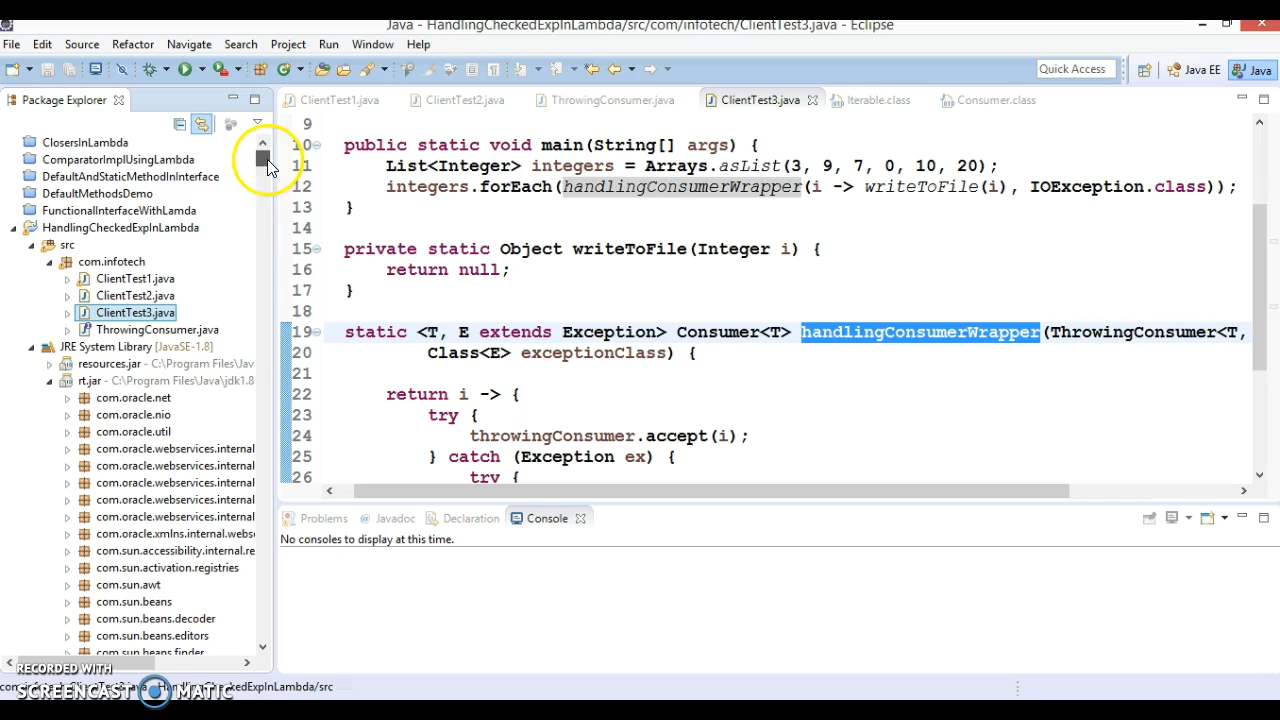 Java - HandlingCheckedExpInLambda/src/com/infotech/ClientTest3.java - Eclipse
File Edit Source Refactor Navigate Search Project Run Window Help
Quick Access
Java EE
Java
Package Explorer
ClientTest1.java
ClientTest2.java
ThrowingConsumer.java
ClientTest3.java
Iterable.class
Consumer.class
ClosersInLambda
ComparatorImplUsingLambda
DefaultAndStaticMethodInInterface
DefaultMethodsDemo
FunctionalInterfaceWithLamda
HandlingCheckedExpInLambda
src
com.infotech
ClientTest1.java
ClientTest2.java
ClientTest3.java
ThrowingConsumer.java
JRE System Library [JavaSE-1.8]
resources.jar - C:\Program Files\Jav
rt.jar - C:\Program Files\Java\jdk1.8
com.oracle.net
com.oracle.nio
com.oracle.util
com.oracle.webservices.internal
com.oracle.webservices.internal
com.oracle.webservices.internal
com.oracle.webservices.internal
com.oracle.webservices.internal
com.oracle.xmlns.internal.webs
com.sun.accessibility.internal.re
com.sun.activation.registries
com.sun.awt
com.sun.beans
com.sun.beans.decoder
com.sun.beans.editors
com.sun.beans.finder
9
10 public static void main(String[] args) {
11 List<Integer> integers = Arrays.asList(3, 9, 7, 0, 10, 20);
12 integers.forEach(handlingConsumerWrapper(i -> writeToFile(i), IOException.class));
13 }
14
15 private static Object writeToFile(Integer i) {
16 return null;
17 }
18
19 static <T, E extends Exception> Consumer<T> handlingConsumerWrapper(ThrowingConsumer<T,
20 Class<E> exceptionClass) {
21
22 return i -> {
23 try {
24 throwingConsumer.accept(i);
25 } catch (Exception ex) {
26 try {
Problems
Javadoc
Declaration
Console
No consoles to display at this time.
RECORDED WITH
SCREENCAST MATIC
HandlingCheckedExpInLambda/src